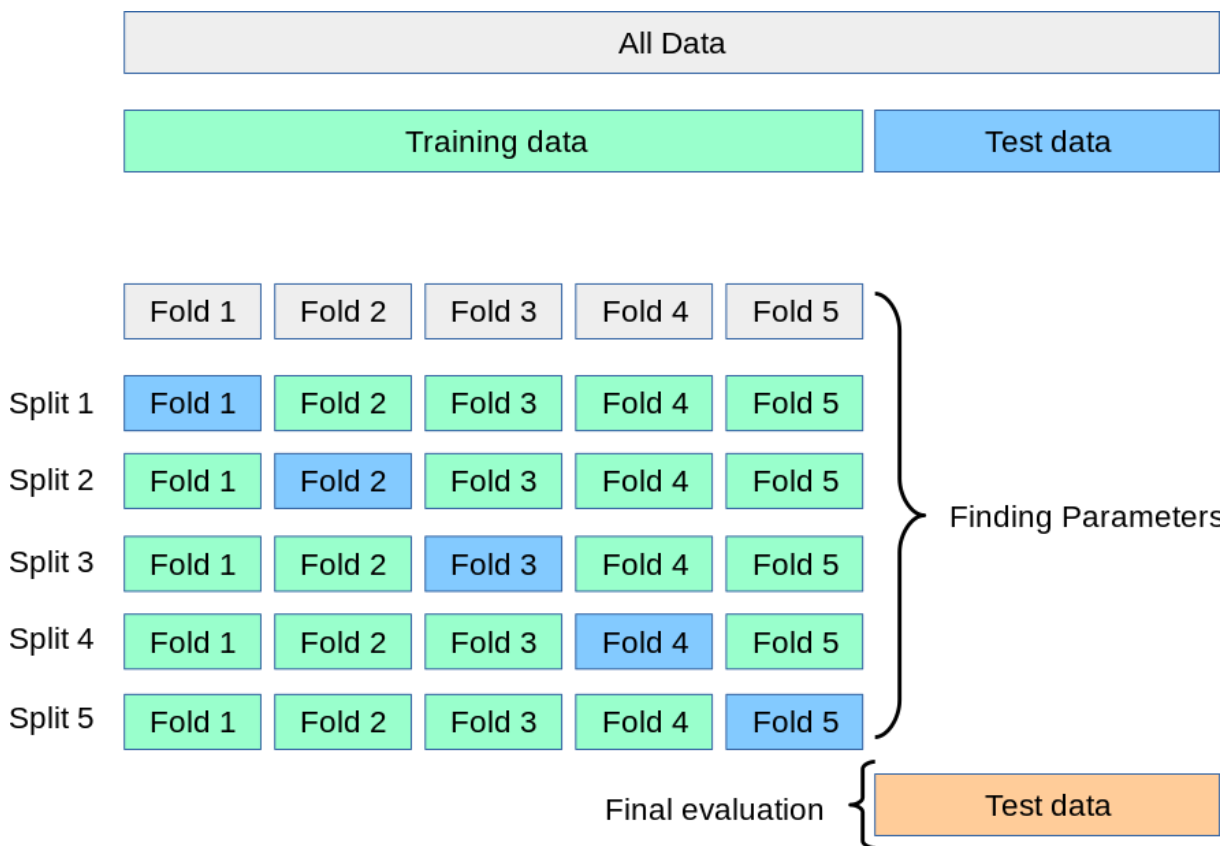 All Data
Training data Test data
Fold 1 Fold 2 Fold 3 Fold 4 Fold 5
Split 1 Fold 1 Fold 2 Fold 3 Fold 4 Fold 5
Split 2 Fold 1 Fold 2 Fold 3 Fold 4 Fold 5
Finding Parameters
Split 3 Fold 1 Fold 2 Fold 3 Fold 4 Fold 5
Split 4 Fold 1 Fold 2 Fold 3 Fold 4 Fold 5
Split 5 Fold 1 Fold 2 Fold 3 Fold 4 Fold 5
Final evaluation Test data